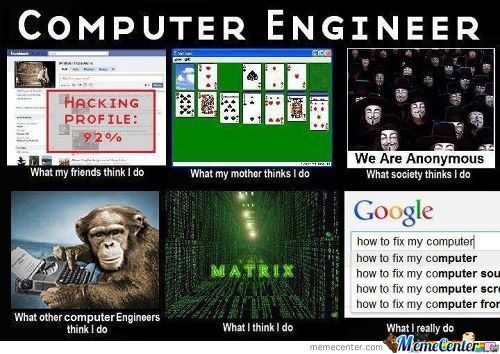 COMPUTER ENGINEER
HACKING
PROFILE:
92%
We Are Anonymous
What my friends think I do
What my mother thinks I do
What society thinks I do
MATRIX
Google
how to fix my computer
how to fix my computer
how to fix my computer sou
how to fix my computer scre
how to fix my computer fror
What other computer Engineers
think I do
What I think I do
What I really do
memecenter.com
MemeCenter